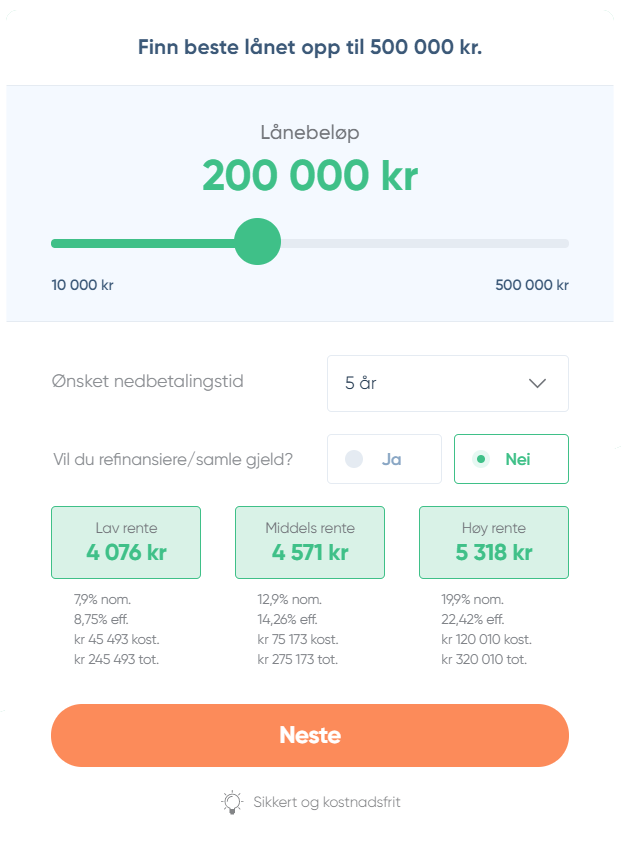 Finn beste lånet opp til 500 000 kr.
Lånebeløp
200 000 kr
10 000 kr 500 000 kr
Ønsket nedbetalingstid 5 år
Vil du refinansiere/samle gjeld? Ja Nei
Lav rente
4 076 kr
7,9% nom.
8,75% eff.
kr 45 493 kost.
kr 245 493 tot.
Middels rente
4 571 kr
12,9% nom.
14,26% eff.
kr 75 173 kost.
kr 275 173 tot.
Høy rente
5 318 kr
19,9% nom.
22,42% eff.
kr 120 010 kost.
kr 320 010 tot.
Neste
Sikkert og kostnadsfrit